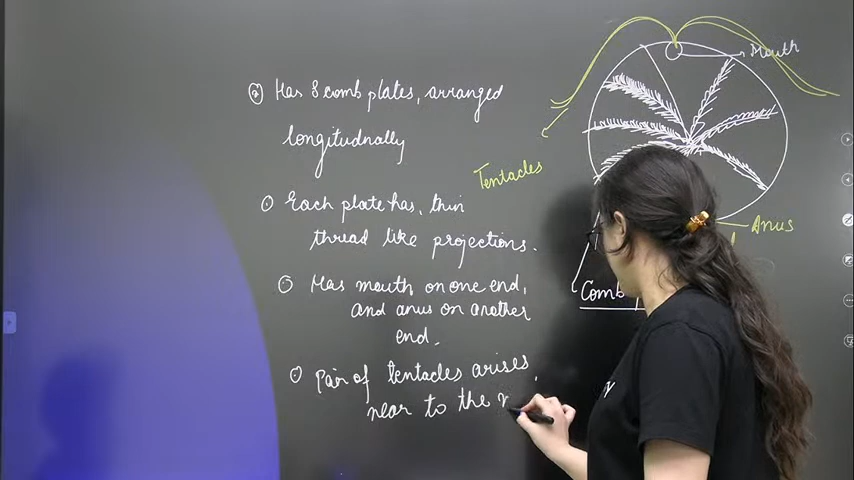 Has 8 comb plates, arranged
longitudnally
Each plate has, thin
thread like projections.
Has mouth on one end,
and anus on another
end.
Pair of tentacles arises,
near to the
Mouth
Tentacles
Anus
Comb